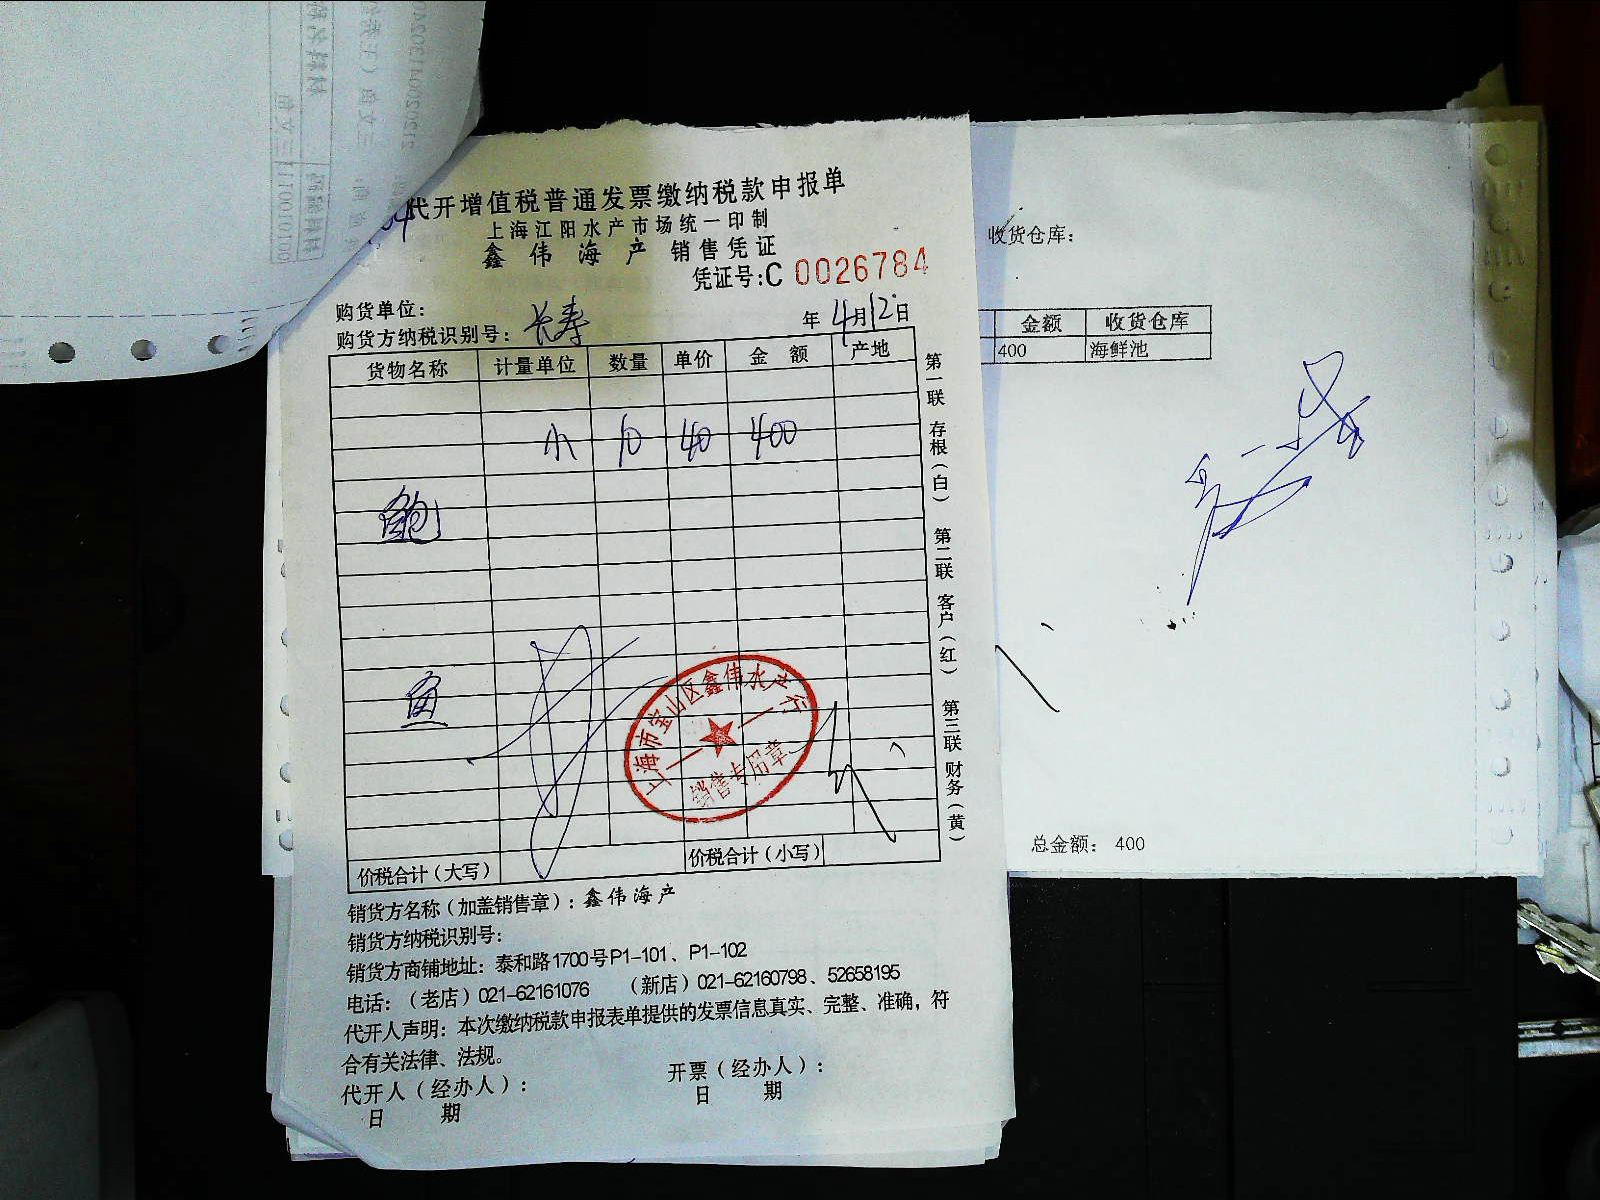 代开增值税普通发票缴纳税款申报单
上海江阳水产市场统一印制
鑫伟海产 销售凭证
凭证号:C 0026784
购货单位:
购货方纳税识别号: 长寿
年 4月12日
货物名称 计量单位 数量 单价 金额 产地
小 10 40 400
鲍
鱼
价税合计(大写) 价税合计(小写)
上海市宝山区鑫伟水产行
销售专用章
第一联 存根(白) 第二联 客户(红) 第三联 财务(黄)
销货方名称(加盖销售章):鑫伟海产
销货方纳税识别号:
销货方商铺地址:泰和路1700号P1-101、P1-102
电话:(老店)021-62161076 (新店)021-62160798、52658195
代开人声明:本次缴纳税款申报表单提供的发票信息真实、完整、准确,符
合有关法律、法规。
代开人(经办人): 开票(经办人):
日 期 日 期
收货仓库:
金额 收货仓库
400 海鲜池
总金额: 400